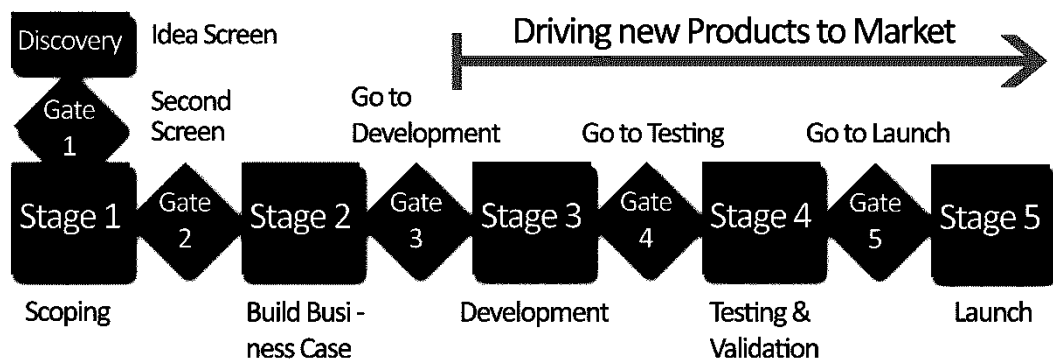 Discovery
Idea Screen
Driving new Products to Market
Gate
1
Second
Screen
Go to
Development
Go to Testing
Go to Launch
Stage 1
Gate
2
Stage 2
Gate
3
Stage 3
Gate
4
Stage 4
Gate
5
Stage 5
Scoping
Build Busi -
ness Case
Development
Testing &
Validation
Launch